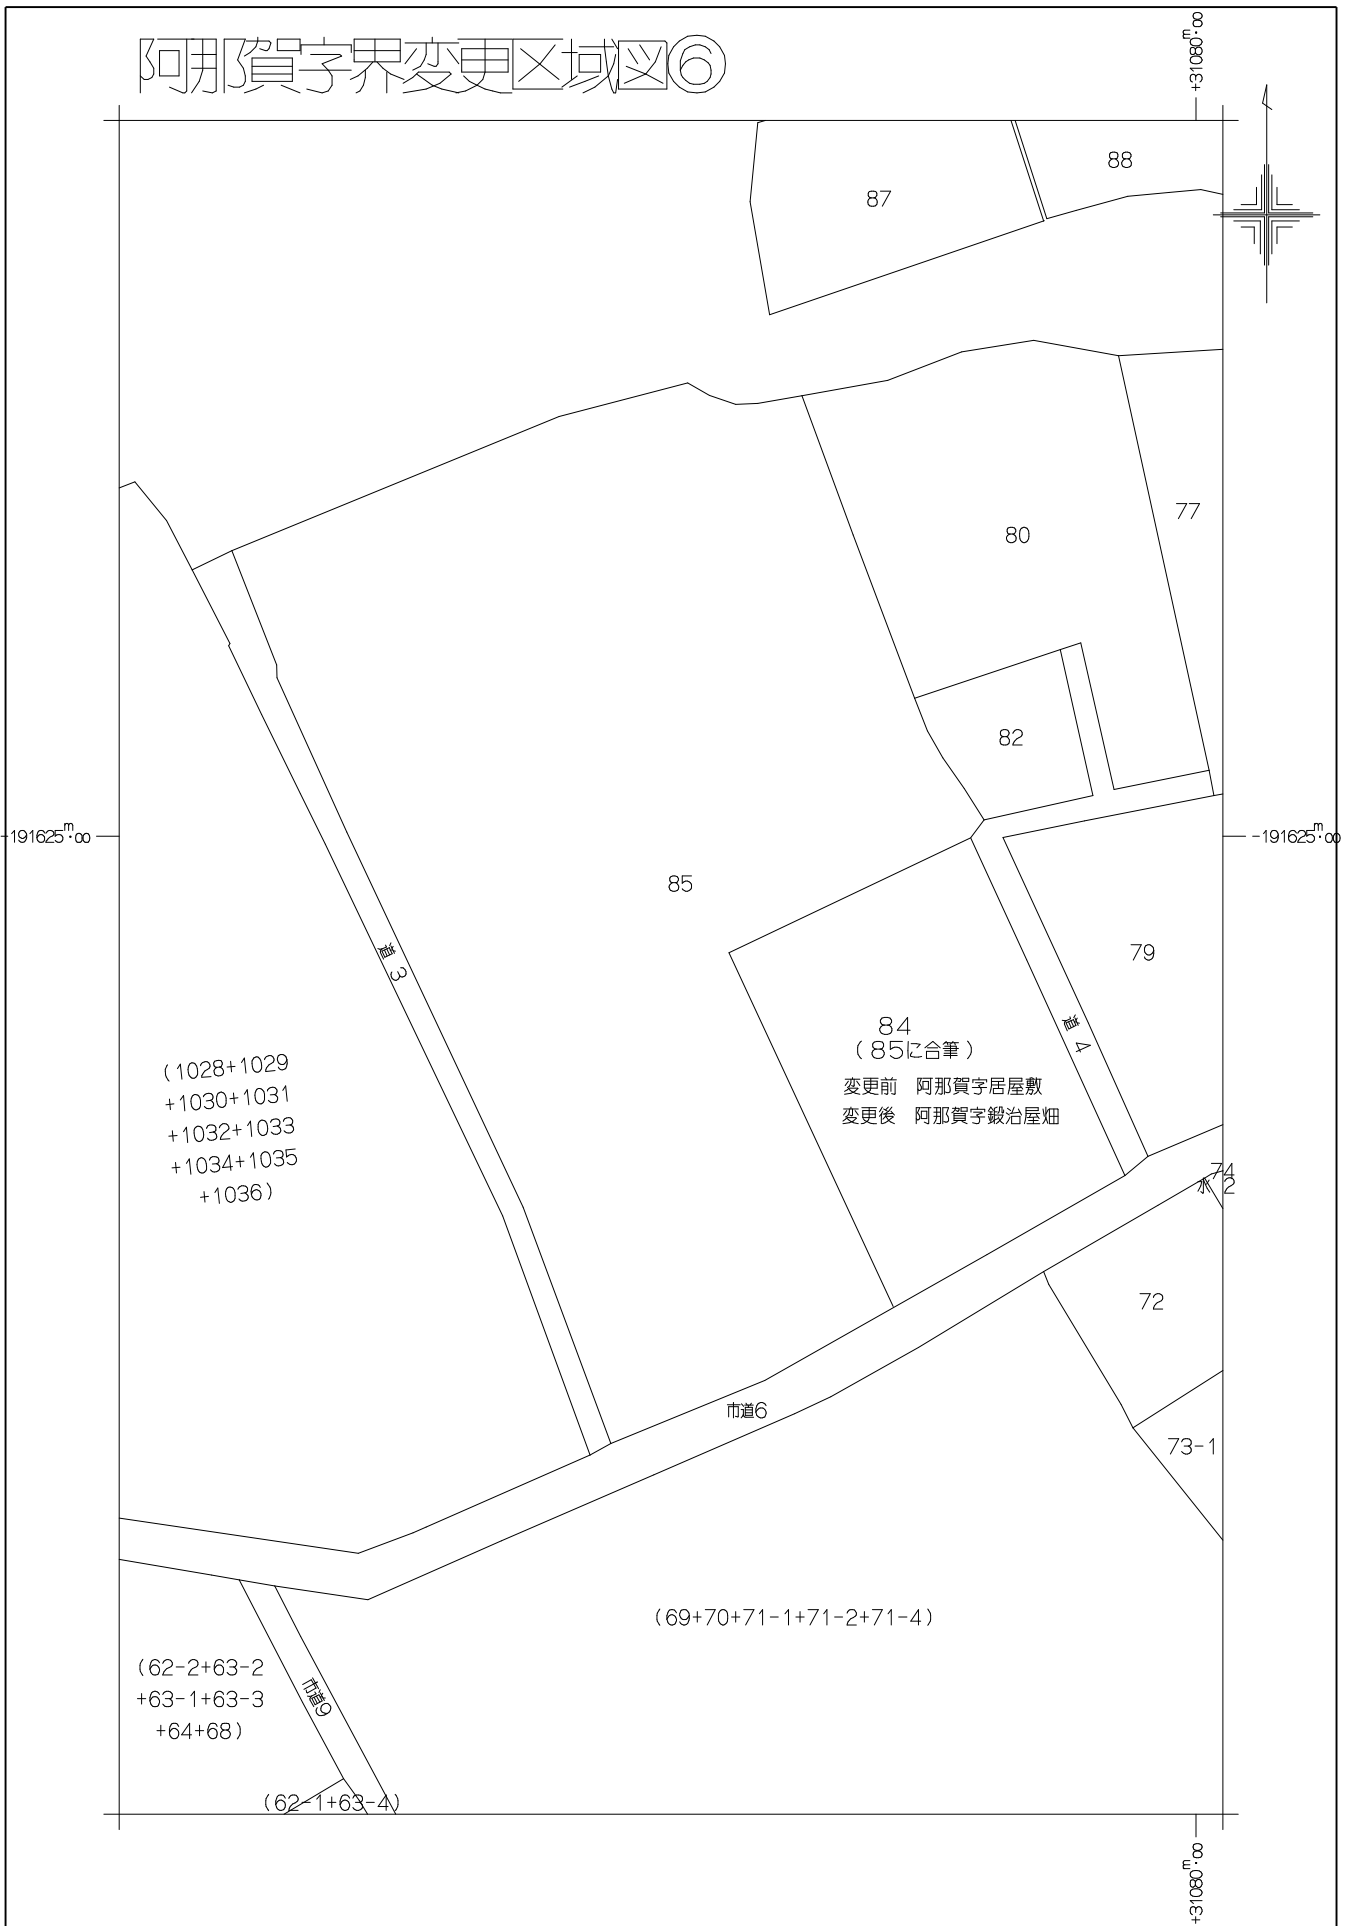 阿那賀字界変更区域図⑥
+31080.00m
88
87
77
80
82
-191625.00m
-191625.00m
85
79
道 3
84
(85に合筆)
変更前 阿那賀字居屋敷
変更後 阿那賀字鍛治屋畑
道 4
(1028+1029
+1030+1031
+1032+1033
+1034+1035
+1036)
74
水 2
72
市道6
73-1
(69+70+71-1+71-2+71-4)
(62-2+63-2
+63-1+63-3
+64+68)
市道9
(62-1+63-4)
+31080.00m